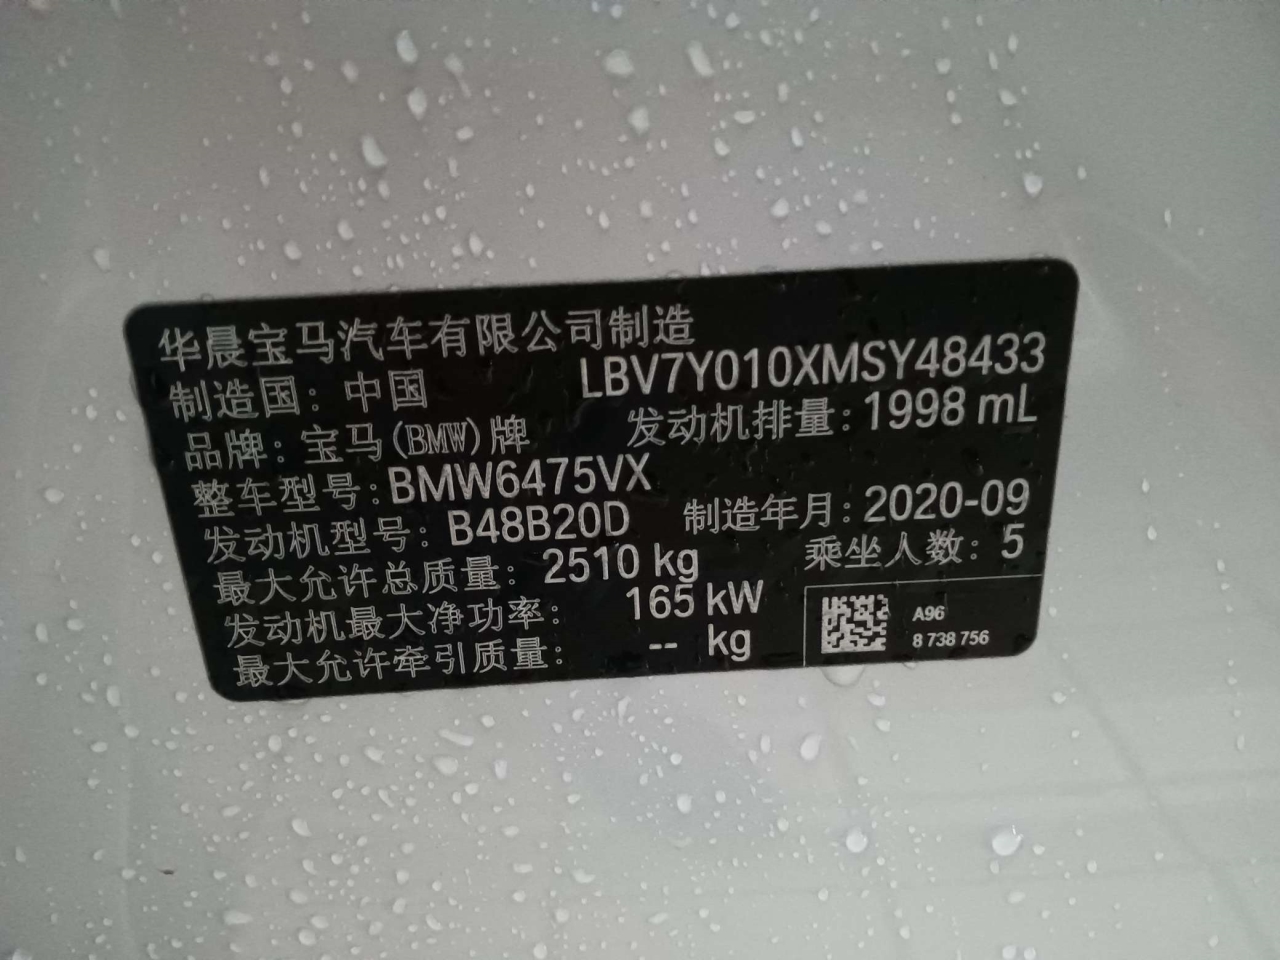 华晨宝马汽车有限公司制造
制造国：中国 LBV7Y010XMSY48433
品牌：宝马(BMW)牌 发动机排量：1998 mL
整车型号：BMW6475VX
发动机型号：B48B20D 制造年月：2020-09
最大允许总质量：2510 kg 乘坐人数：5
发动机最大净功率：165 kW
最大允许牵引质量：-- kg
A96
8 738 756